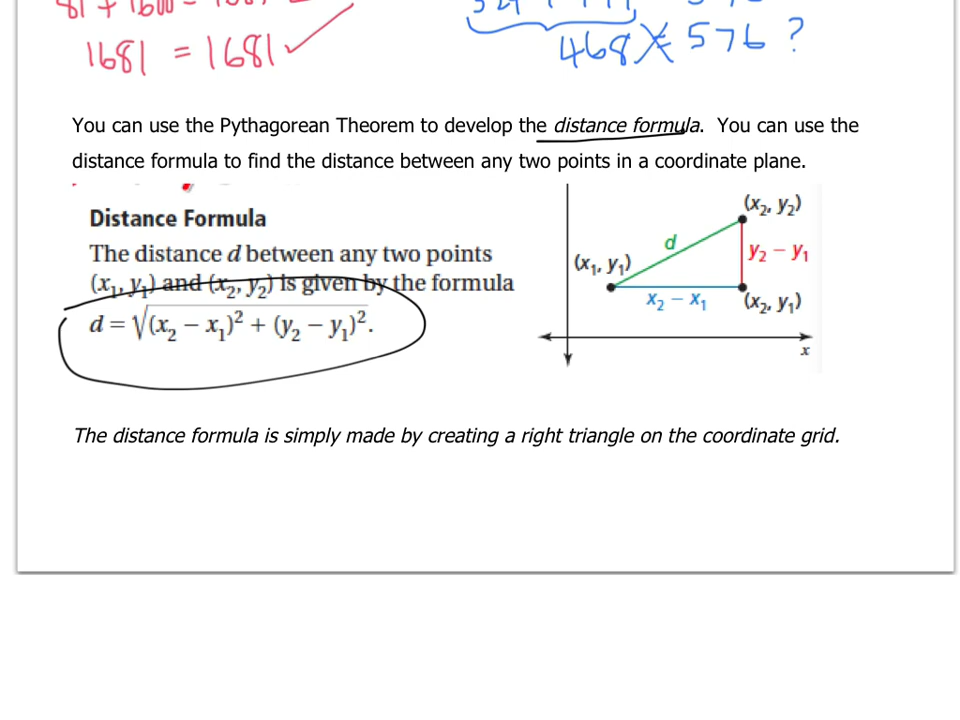 1681 = 1681 ✓
468 ≠ 576 ?
You can use the Pythagorean Theorem to develop the distance formula. You can use the
distance formula to find the distance between any two points in a coordinate plane.
Distance Formula
The distance d between any two points
(x₁, y₁) and (x₂, y₂) is given by the formula
d = √(x₂ − x₁)² + (y₂ − y₁)².
(x₂, y₂)
d
y₂ − y₁
(x₁, y₁)
x₂ − x₁
(x₂, y₁)
x
The distance formula is simply made by creating a right triangle on the coordinate grid.